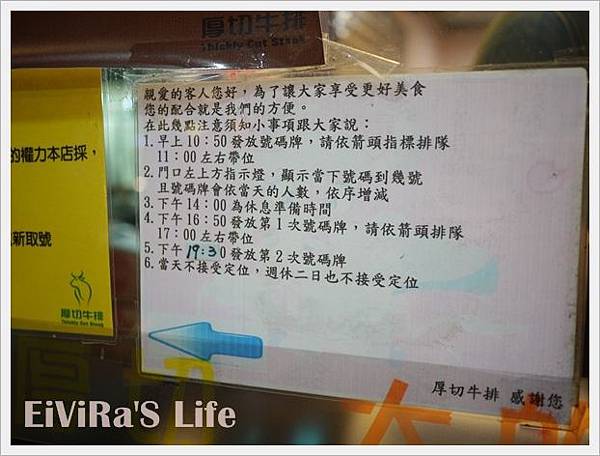 厚切牛排
Thickly Cut Steak
親愛的客人您好，為了讓大家享受更好美食
您的配合就是我們的方便。
在此幾點注意須知小事項跟大家說：
1.早上10：50發放號碼牌，請依箭頭指標排隊
11：00左右帶位
2.門口左上方指示燈，顯示當下號碼到幾號
且號碼牌會依當天的人數，依序增減
3.下午14：00為休息準備時間
4.下午16：50發放第1次號碼牌，請依箭頭排隊
17：00左右帶位
5.下午19:30發放第2次號碼牌
6.當天不接受定位，週休二日也不接受定位
厚切牛排 感謝您
的權力本店採，
新取號
厚切牛排
Thickly Cut Steak
EiViRa'S Life